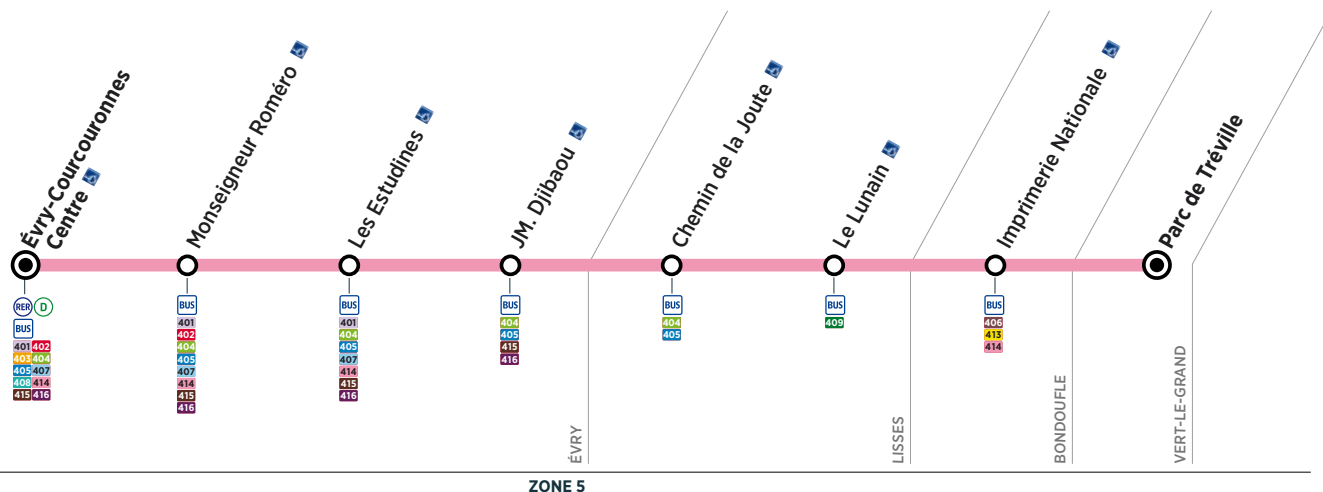 Évry-Courcouronnes
Centre
Monseigneur Roméro
Les Estudines
JM. Djibaou
Chemin de la Joute
Le Lunain
Imprimerie Nationale
Parc de Tréville
RER D
BUS
401 402
403 404
405 407
408 414
415 416
BUS
401
402
404
405
407
414
415
416
BUS
401
404
405
407
414
415
416
BUS
404
405
415
416
BUS
404
405
BUS
409
BUS
406
413
414
ÉVRY
LISSES
BONDOUFLE
VERT-LE-GRAND
ZONE 5